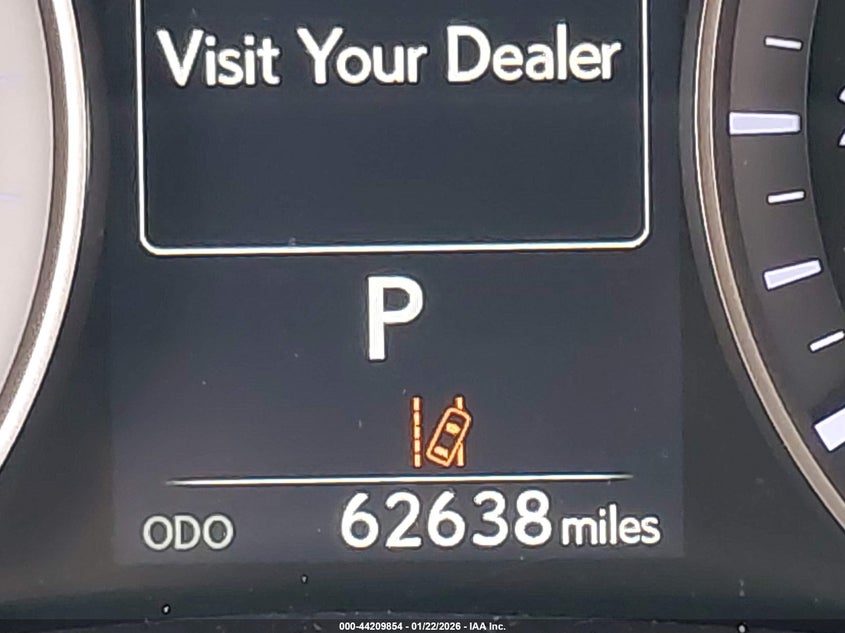 Visit Your Dealer
P
ODO 62638 miles
000-44209854 - 01/22/2026 - IAA Inc.